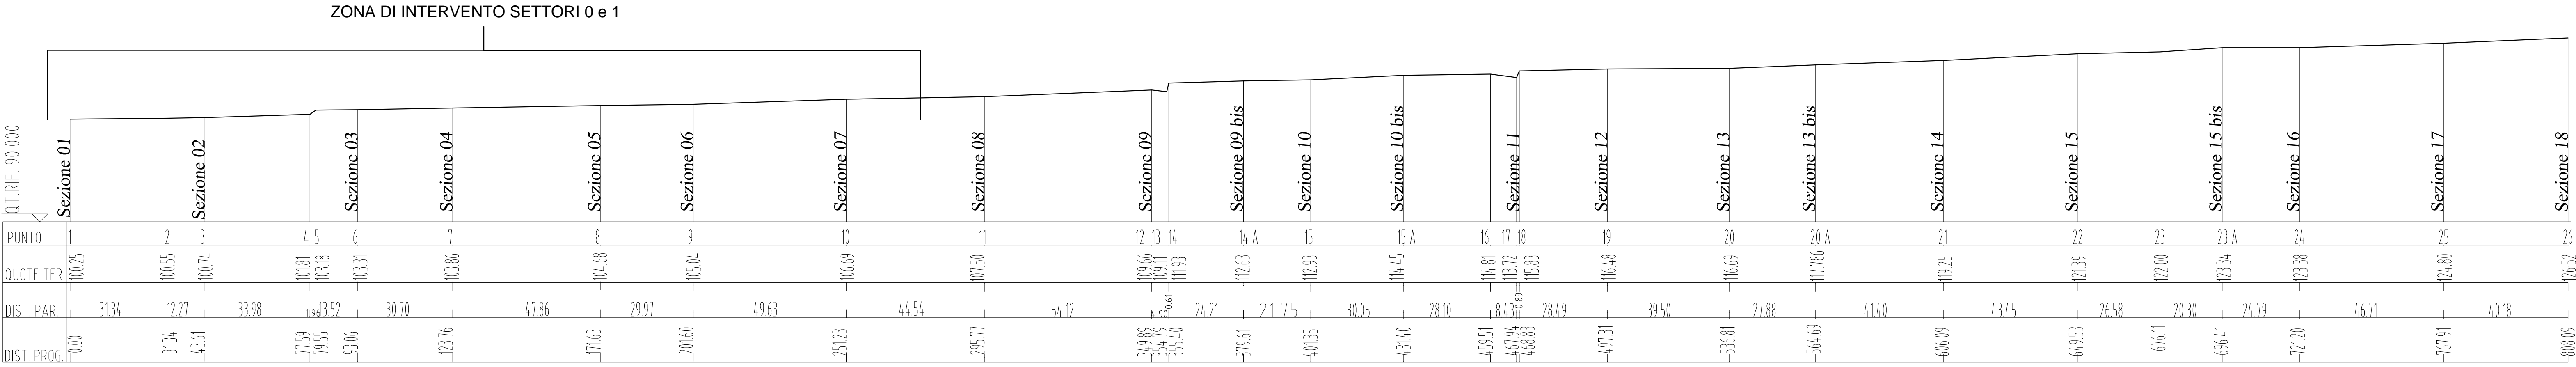 ZONA DI INTERVENTO SETTORI 0 e 1
QT.RIF. 90.000
Sezione 01
Sezione 02
Sezione 03
Sezione 04
Sezione 05
Sezione 06
Sezione 07
Sezione 08
Sezione 09
Sezione 09 bis
Sezione 10
Sezione 10 bis
Sezione 11
Sezione 12
Sezione 13
Sezione 13 bis
Sezione 14
Sezione 15
Sezione 15 bis
Sezione 16
Sezione 17
Sezione 18
PUNTO 1 2 3 4 5 6 7 8 9 10 11 12 13 14 14 A 15 15 A 16 17 18 19 20 20 A 21 22 23 23 A 24 25 26
QUOTE TER. 100.25 100.55 100.74 101.81 103.18 103.31 103.86 104.68 105.04 106.69 107.50 109.66 109.11 111.93 112.63 112.93 114.45 114.81 113.72 115.83 116.48 116.69 117.786 119.25 121.39 122.00 123.34 123.38 124.80 126.52
DIST. PAR. 31.34 12.27 33.98 1.96 13.52 30.70 47.86 29.97 49.63 44.54 54.12 4.90 0.61 24.21 21.75 30.05 28.10 8.43 0.89 28.49 39.50 27.88 41.40 43.45 26.58 20.30 24.79 46.71 40.18
DIST. PROG. 0.00 31.34 43.61 77.59 79.55 93.06 123.76 171.63 201.60 251.23 295.77 349.89 354.79 355.40 379.61 401.35 431.40 459.51 467.94 468.83 497.31 536.81 564.69 606.09 649.53 676.11 696.41 721.20 767.91 808.09